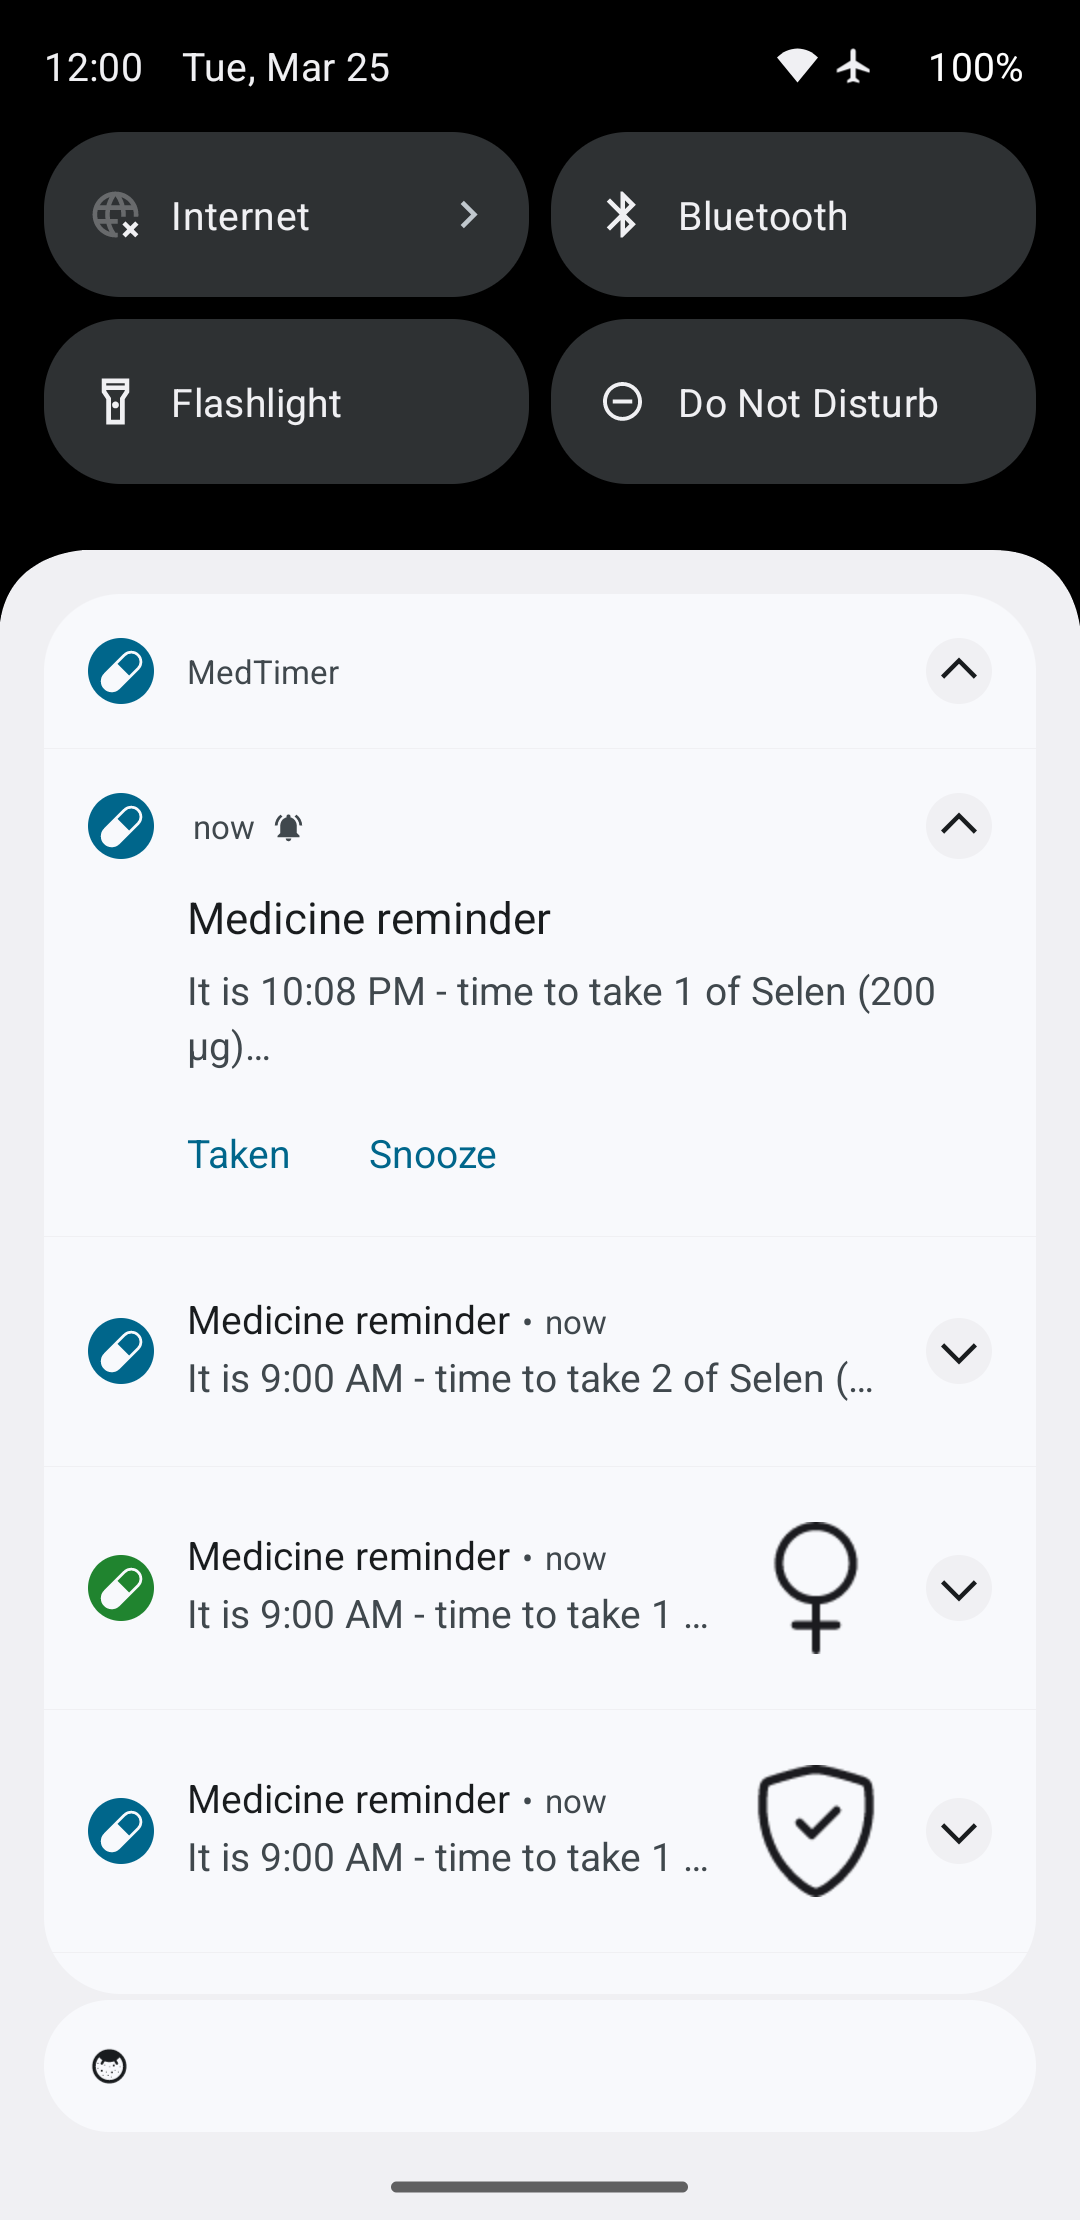 12:00 Tue, Mar 25 100%
Internet Bluetooth
Flashlight Do Not Disturb
MedTimer
now
Medicine reminder
It is 10:08 PM - time to take 1 of Selen (200
µg)…
Taken Snooze
Medicine reminder • now
It is 9:00 AM - time to take 2 of Selen (…
Medicine reminder • now
It is 9:00 AM - time to take 1 …
Medicine reminder • now
It is 9:00 AM - time to take 1 …